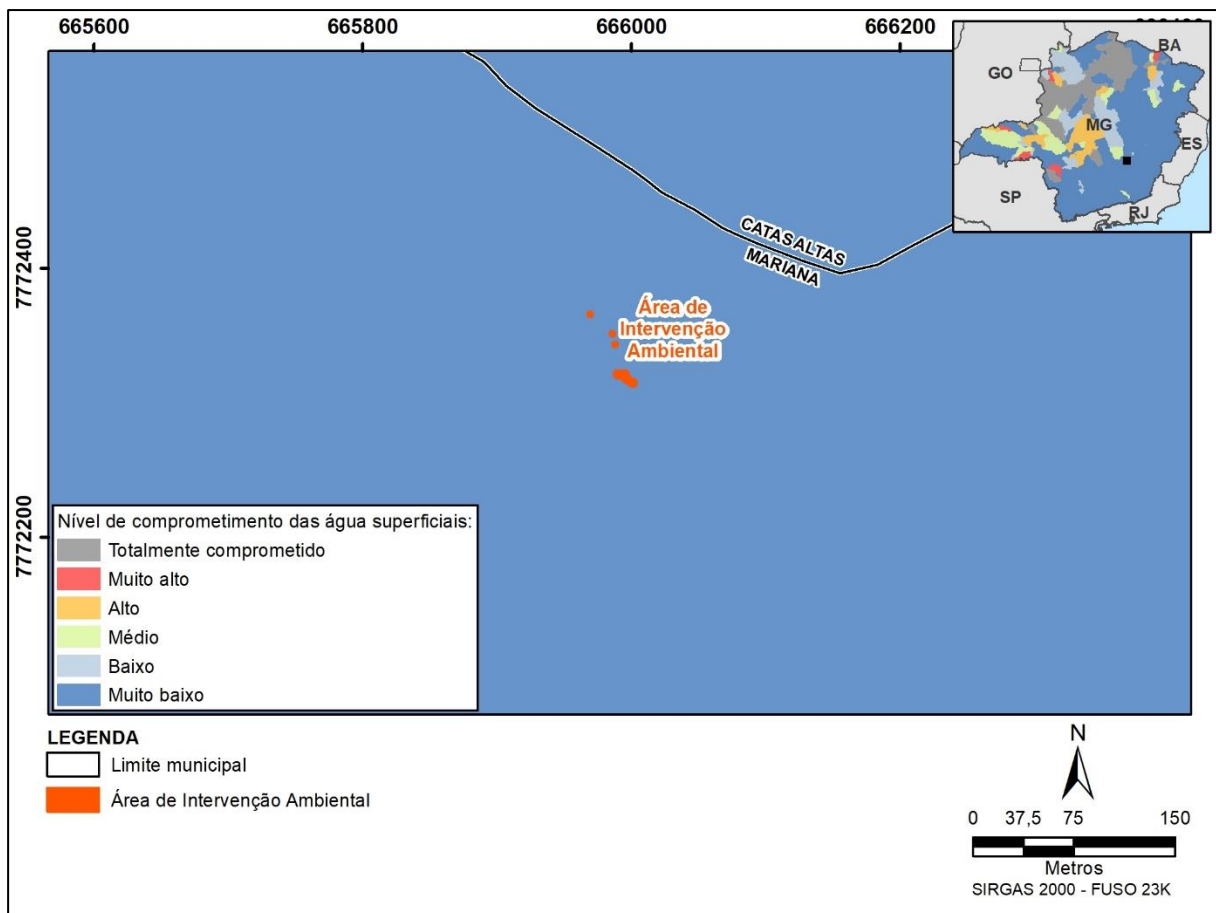 665600
665800
666000
666200
BA
GO
MG
ES
SP
RJ
7772400
7772200
CATAS ALTAS
MARIANA
Área de
Intervenção
Ambiental
Nível de comprometimento das água superficiais:
Totalmente comprometido
Muito alto
Alto
Médio
Baixo
Muito baixo
LEGENDA
Limite municipal
Área de Intervenção Ambiental
N
0 37,5 75 150
Metros
SIRGAS 2000 - FUSO 23K